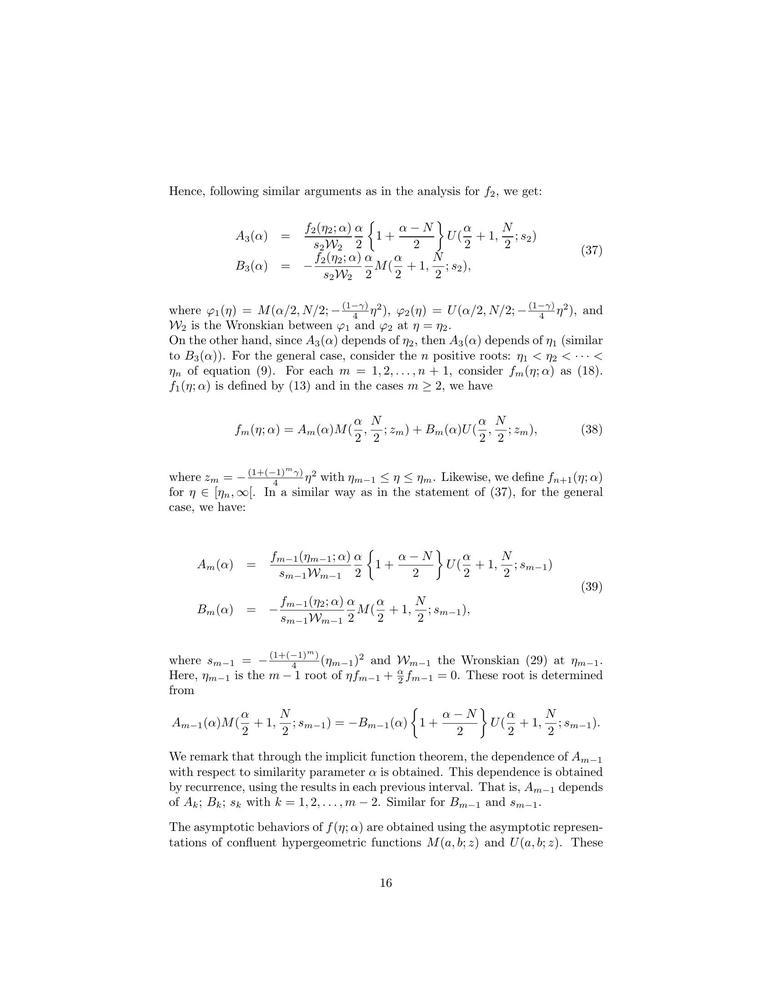 Hence, following similar arguments as in the analysis for $f_2$, we get:
$A_3(\alpha) = \frac{f_2(\eta_2;\alpha)}{s_2\mathcal{W}_2}\frac{\alpha}{2}\left\{1+\frac{\alpha-N}{2}\right\}U(\frac{\alpha}{2}+1,\frac{N}{2};s_2)$
$B_3(\alpha) = -\frac{f_2(\eta_2;\alpha)}{s_2\mathcal{W}_2}\frac{\alpha}{2}M(\frac{\alpha}{2}+1,\frac{N}{2};s_2),$ (37)
where $\varphi_1(\eta) = M(\alpha/2, N/2; -\frac{(1-\gamma)}{4}\eta^2)$, $\varphi_2(\eta) = U(\alpha/2, N/2; -\frac{(1-\gamma)}{4}\eta^2)$, and
$\mathcal{W}_2$ is the Wronskian between $\varphi_1$ and $\varphi_2$ at $\eta = \eta_2$.
On the other hand, since $A_3(\alpha)$ depends of $\eta_2$, then $A_3(\alpha)$ depends of $\eta_1$ (similar
to $B_3(\alpha)$). For the general case, consider the $n$ positive roots: $\eta_1 < \eta_2 < \cdots <$
$\eta_n$ of equation (9). For each $m = 1, 2, \ldots, n+1$, consider $f_m(\eta;\alpha)$ as (18).
$f_1(\eta;\alpha)$ is defined by (13) and in the cases $m \geq 2$, we have
$f_m(\eta;\alpha) = A_m(\alpha)M(\frac{\alpha}{2},\frac{N}{2};z_m) + B_m(\alpha)U(\frac{\alpha}{2},\frac{N}{2};z_m),$ (38)
where $z_m = -\frac{(1+(-1)^m\gamma)}{4}\eta^2$ with $\eta_{m-1} \leq \eta \leq \eta_m$. Likewise, we define $f_{n+1}(\eta;\alpha)$
for $\eta \in [\eta_n, \infty[$. In a similar way as in the statement of (37), for the general
case, we have:
$A_m(\alpha) = \frac{f_{m-1}(\eta_{m-1};\alpha)}{s_{m-1}\mathcal{W}_{m-1}}\frac{\alpha}{2}\left\{1+\frac{\alpha-N}{2}\right\}U(\frac{\alpha}{2}+1,\frac{N}{2};s_{m-1})$
$B_m(\alpha) = -\frac{f_{m-1}(\eta_2;\alpha)}{s_{m-1}\mathcal{W}_{m-1}}\frac{\alpha}{2}M(\frac{\alpha}{2}+1,\frac{N}{2};s_{m-1}),$ (39)
where $s_{m-1} = -\frac{(1+(-1)^m)}{4}(\eta_{m-1})^2$ and $\mathcal{W}_{m-1}$ the Wronskian (29) at $\eta_{m-1}$.
Here, $\eta_{m-1}$ is the $m-1$ root of $\eta f_{m-1} + \frac{\alpha}{2}f_{m-1} = 0$. These root is determined
from
$A_{m-1}(\alpha)M(\frac{\alpha}{2}+1,\frac{N}{2};s_{m-1}) = -B_{m-1}(\alpha)\left\{1+\frac{\alpha-N}{2}\right\}U(\frac{\alpha}{2}+1,\frac{N}{2};s_{m-1}).$
We remark that through the implicit function theorem, the dependence of $A_{m-1}$
with respect to similarity parameter $\alpha$ is obtained. This dependence is obtained
by recurrence, using the results in each previous interval. That is, $A_{m-1}$ depends
of $A_k$; $B_k$; $s_k$ with $k = 1, 2, \ldots, m-2$. Similar for $B_{m-1}$ and $s_{m-1}$.
The asymptotic behaviors of $f(\eta;\alpha)$ are obtained using the asymptotic represen-
tations of confluent hypergeometric functions $M(a,b;z)$ and $U(a,b;z)$. These
16